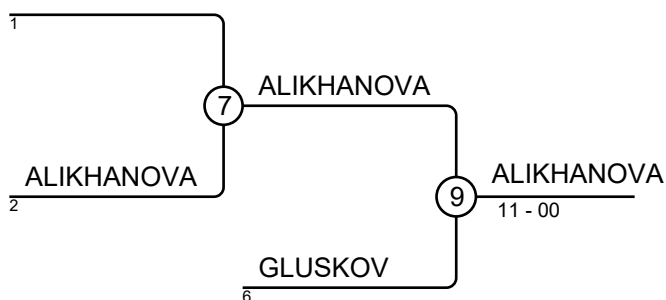 1
7
ALIKHANOVA
ALIKHANOVA
2
9
ALIKHANOVA
11 - 00
GLUSKOV
6